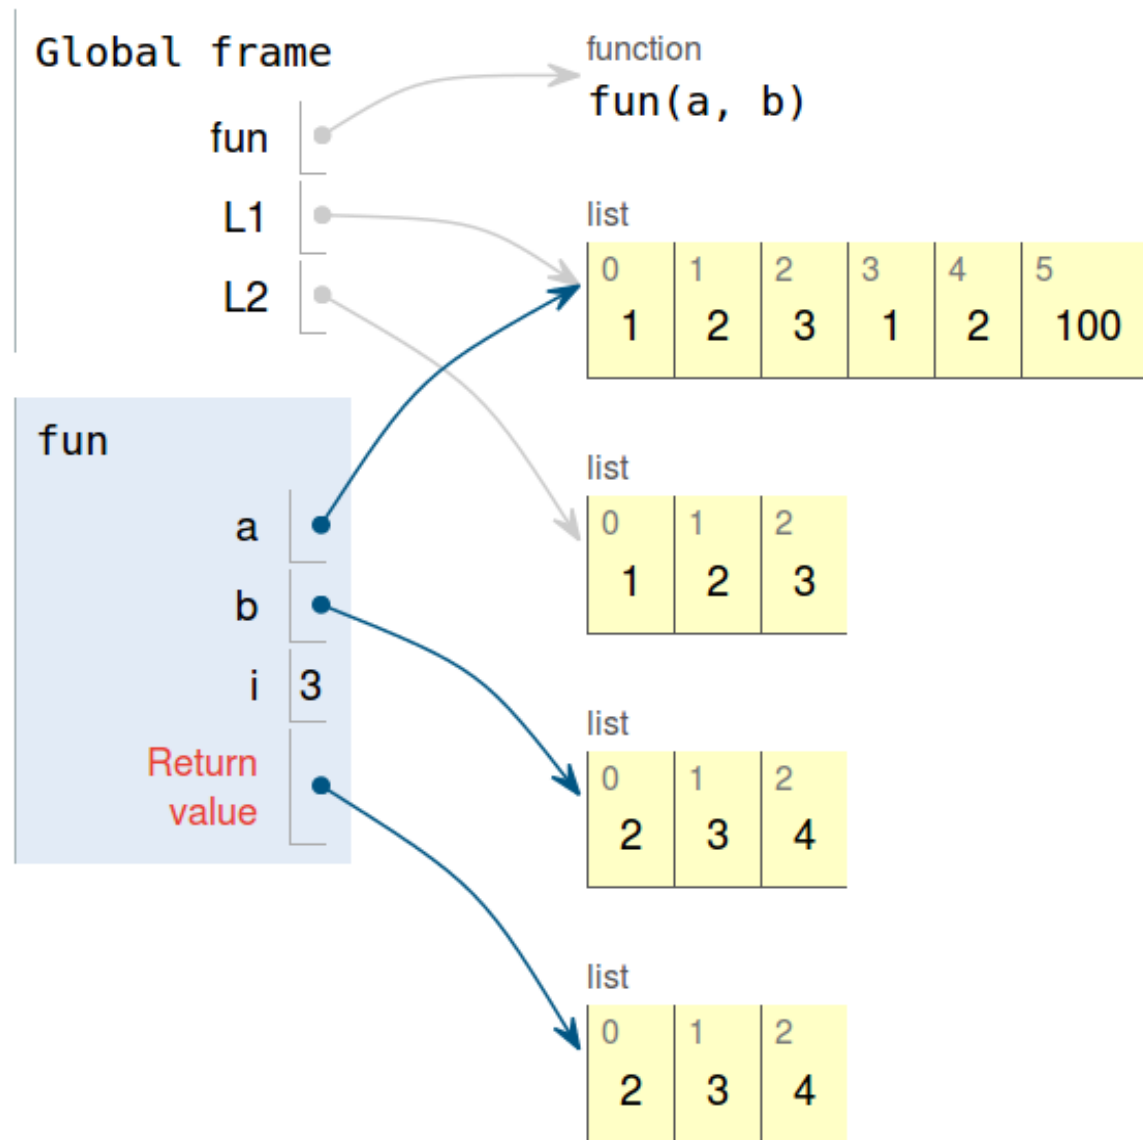 Global frame
fun
L1
L2
function
fun(a, b)
list
0 1 2 3 4 5
1 2 3 1 2 100
list
0 1 2
1 2 3
fun
a
b
i 3
Return
value
list
0 1 2
2 3 4
list
0 1 2
2 3 4